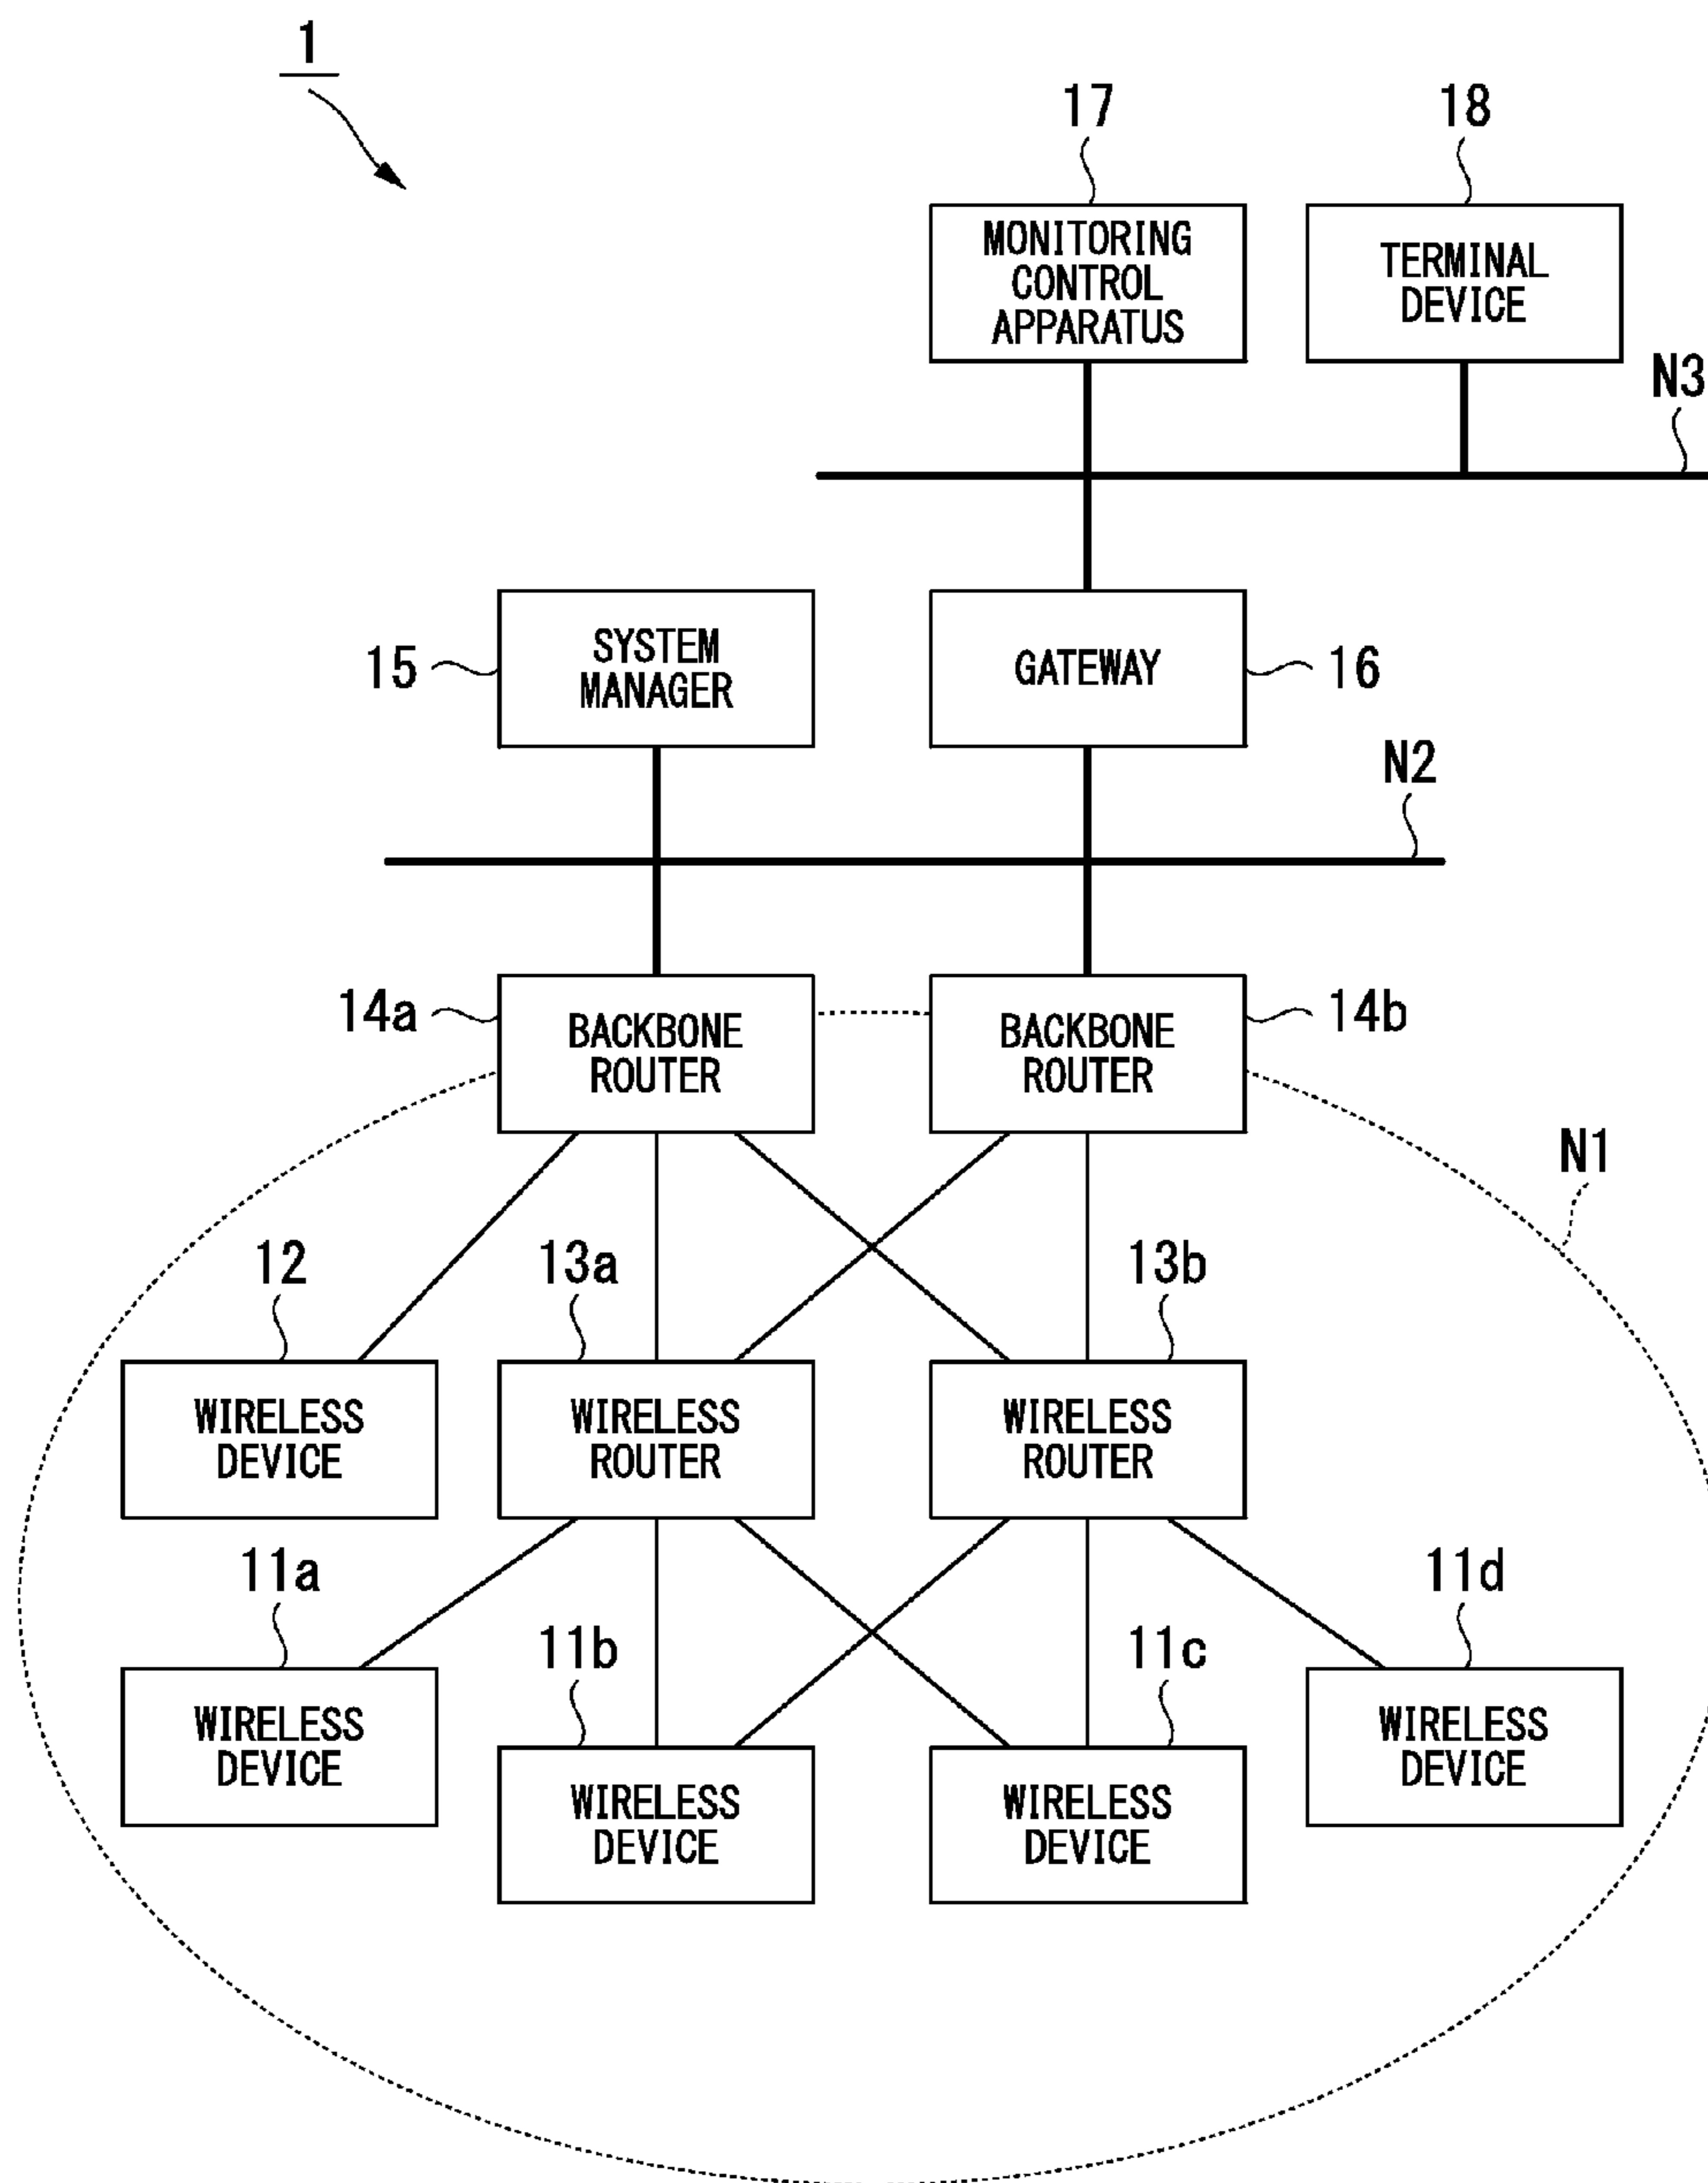 1
17
18
MONITORING
CONTROL
APPARATUS
TERMINAL
DEVICE
N3
15
SYSTEM
MANAGER
GATEWAY
16
N2
14a
BACKBONE
ROUTER
BACKBONE
ROUTER
14b
N1
12
13a
13b
WIRELESS
DEVICE
WIRELESS
ROUTER
WIRELESS
ROUTER
11a
11b
11c
11d
WIRELESS
DEVICE
WIRELESS
DEVICE
WIRELESS
DEVICE
WIRELESS
DEVICE